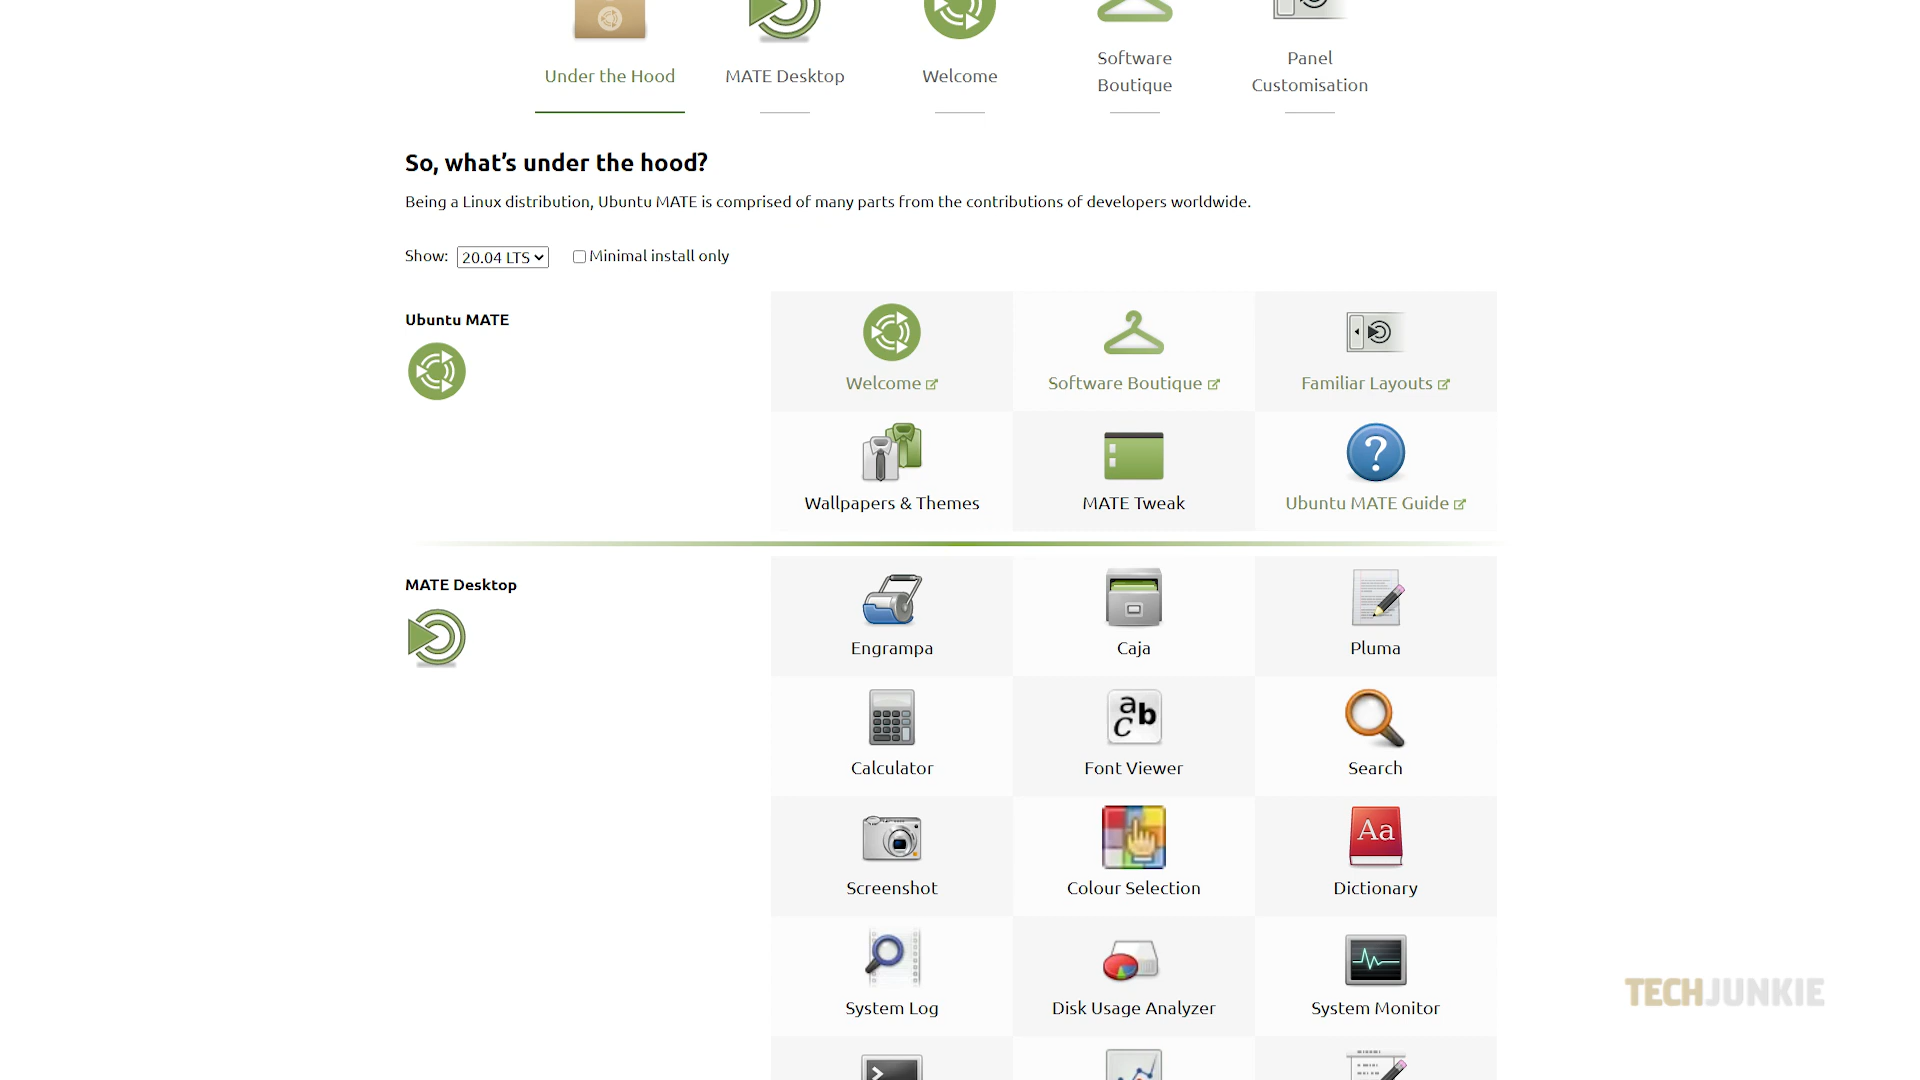 Under the Hood
MATE Desktop
Welcome
Software
Boutique
Panel
Customisation
So, what's under the hood?
Being a Linux distribution, Ubuntu MATE is comprised of many parts from the contributions of developers worldwide.
Show: 20.04 LTS Minimal install only
Ubuntu MATE
Welcome
Software Boutique
Familiar Layouts
?
Wallpapers & Themes
MATE Tweak
Ubuntu MATE Guide
MATE Desktop
Engrampa
Caja
Pluma
abc
Calculator
Font Viewer
Search
Aa
Screenshot
Colour Selection
Dictionary
System Log
Disk Usage Analyzer
System Monitor
TECHJUNKIE